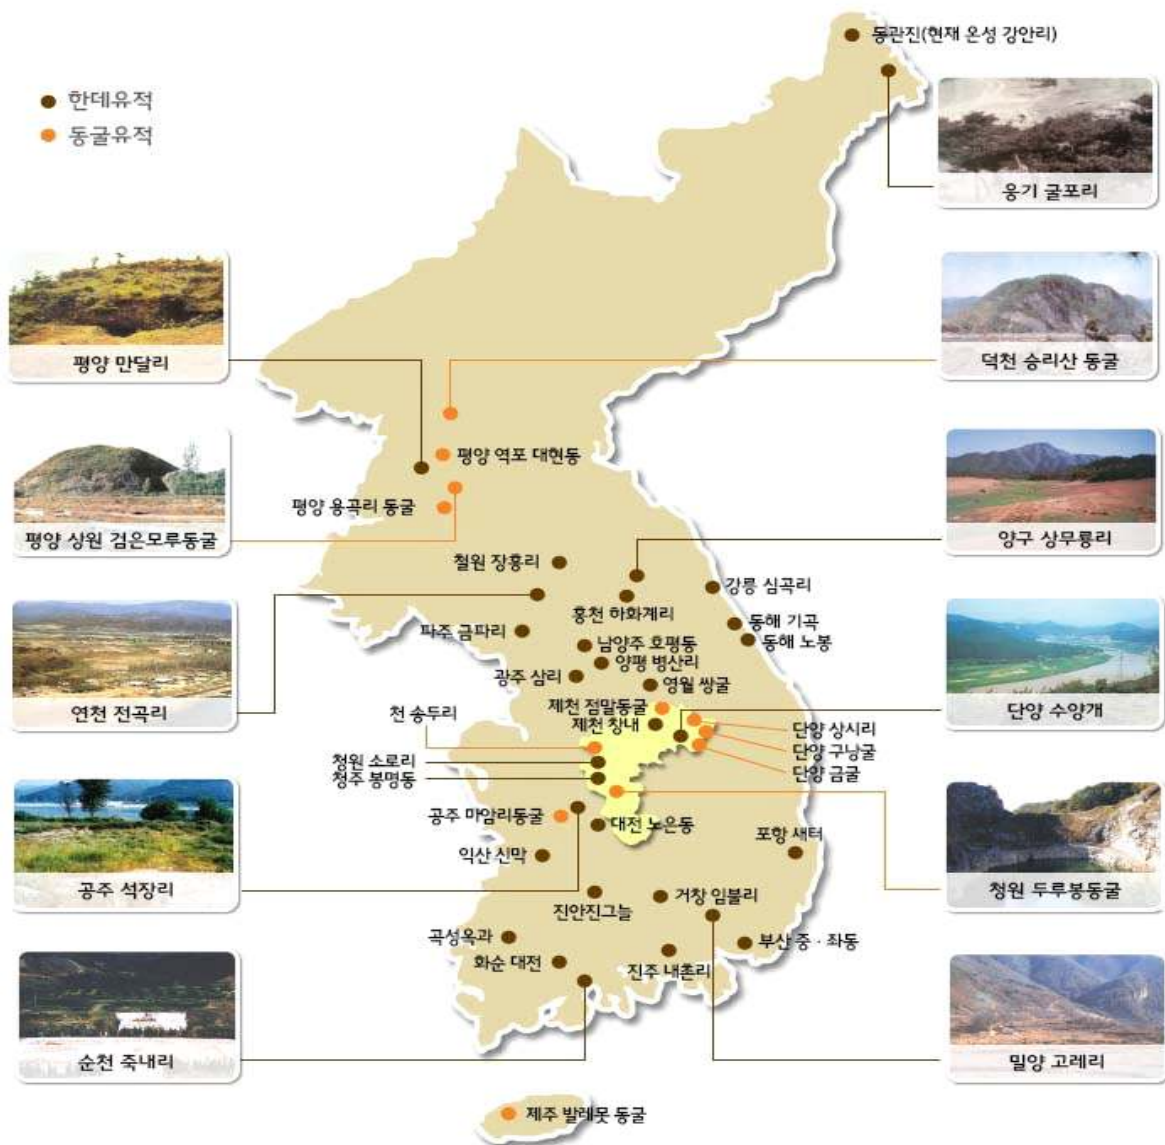 동관진(현재 온성 강안리)
한데유적
동굴유적
웅기 굴포리
평양 만달리
덕천 승리산 동굴
평양 역포 대현동
평양 용곡리 동굴
평양 상원 검은모루동굴
양구 상무룡리
철원 장흥리
강릉 심곡리
홍천 하화계리
동해 기곡
파주 금파리
동해 노봉
남양주 호평동
양평 병산리
광주 삼리
영월 쌍굴
연천 전곡리
제천 점말동굴
단양 수양개
천 송두리
제천 창내
단양 상시리
단양 구낭굴
청원 소로리
단양 금굴
청주 봉명동
공주 마암리동굴
대전 노은동
포항 새터
익산 신막
공주 석장리
청원 두루봉동굴
거창 임불리
진안진그늘
곡성옥과
부산 중 · 좌동
화순 대전
진주 내촌리
순천 죽내리
밀양 고례리
제주 발레못 동굴